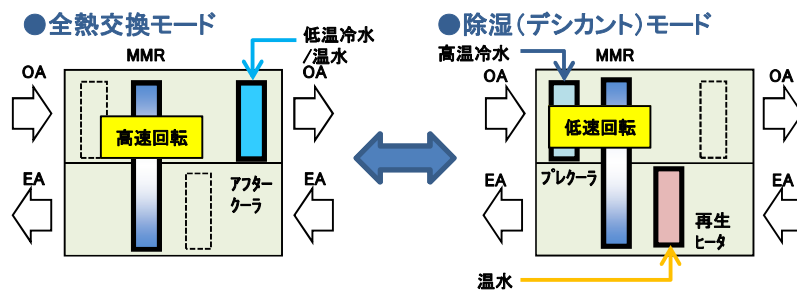 ●全熱交換モード
MMR
低温冷水
/温水
OA
OA
高速回転
EA
アフター
クーラ
EA
●除湿(デシカント)モード
高温冷水
MMR
OA
OA
低速回転
EA
プレクーラ
EA
再生
ヒータ
温水